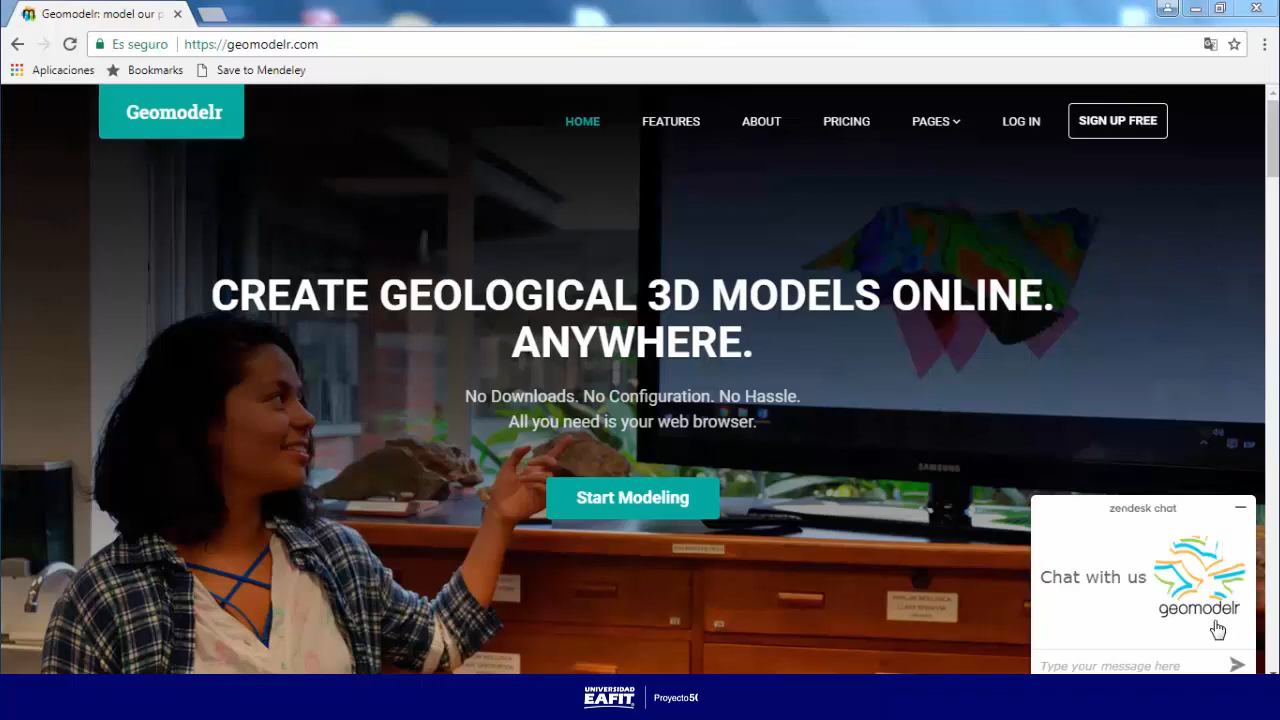 Geomodelr: model our p
Es seguro
https://geomodelr.com
Aplicaciones
Bookmarks
Save to Mendeley
Geomodelr
HOME
FEATURES
ABOUT
PRICING
PAGES
LOG IN
SIGN UP FREE
CREATE GEOLOGICAL 3D MODELS ONLINE.
ANYWHERE.
No Downloads. No Configuration. No Hassle.
All you need is your web browser.
SAMSUNG
Start Modeling
zendesk chat
Chat with us
geomodelr
Type your message here
UNIVERSIDAD
EAFIT
Proyecto50